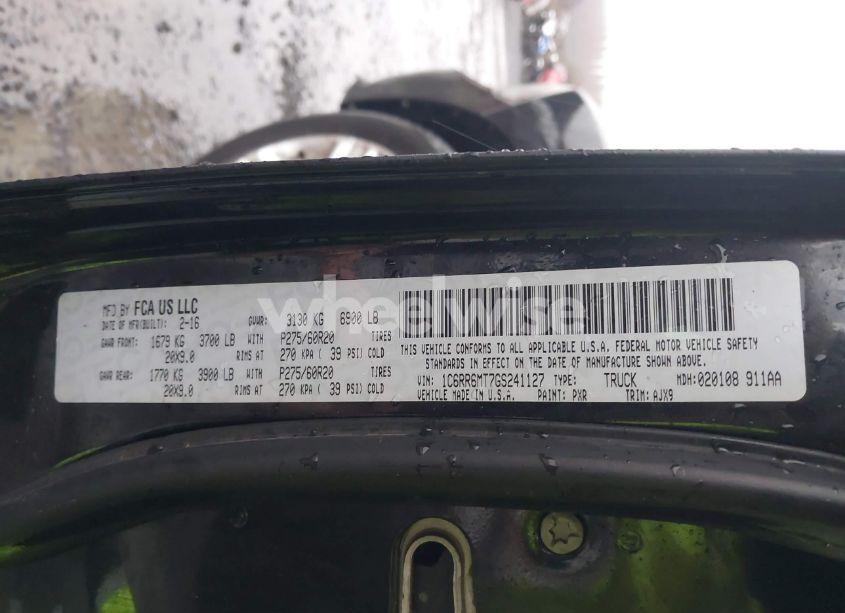 MFD BY FCA US LLC
DATE OF MFR(BUILT): 2-16 GVWR: 3130 KG 6900 LB
GAWR FRONT: 1679 KG 3700 LB WITH P275/60R20 TIRES
20X9.0 RIMS AT 270 KPA ( 39 PSI) COLD
GAWR REAR: 1770 KG 3900 LB WITH P275/60R20 TIRES
20X9.0 RIMS AT 270 KPA ( 39 PSI) COLD
THIS VEHICLE CONFORMS TO ALL APPLICABLE U.S.A. FEDERAL MOTOR VEHICLE SAFETY
STANDARDS IN EFFECT ON THE DATE OF MANUFACTURE SHOWN ABOVE.
VIN: 1C6RR6MT7GS241127 TYPE: TRUCK MDH: 020108 911AA
VEHICLE MADE IN U.S.A. PAINT: PXR TRIM: AJX9
wheelwise